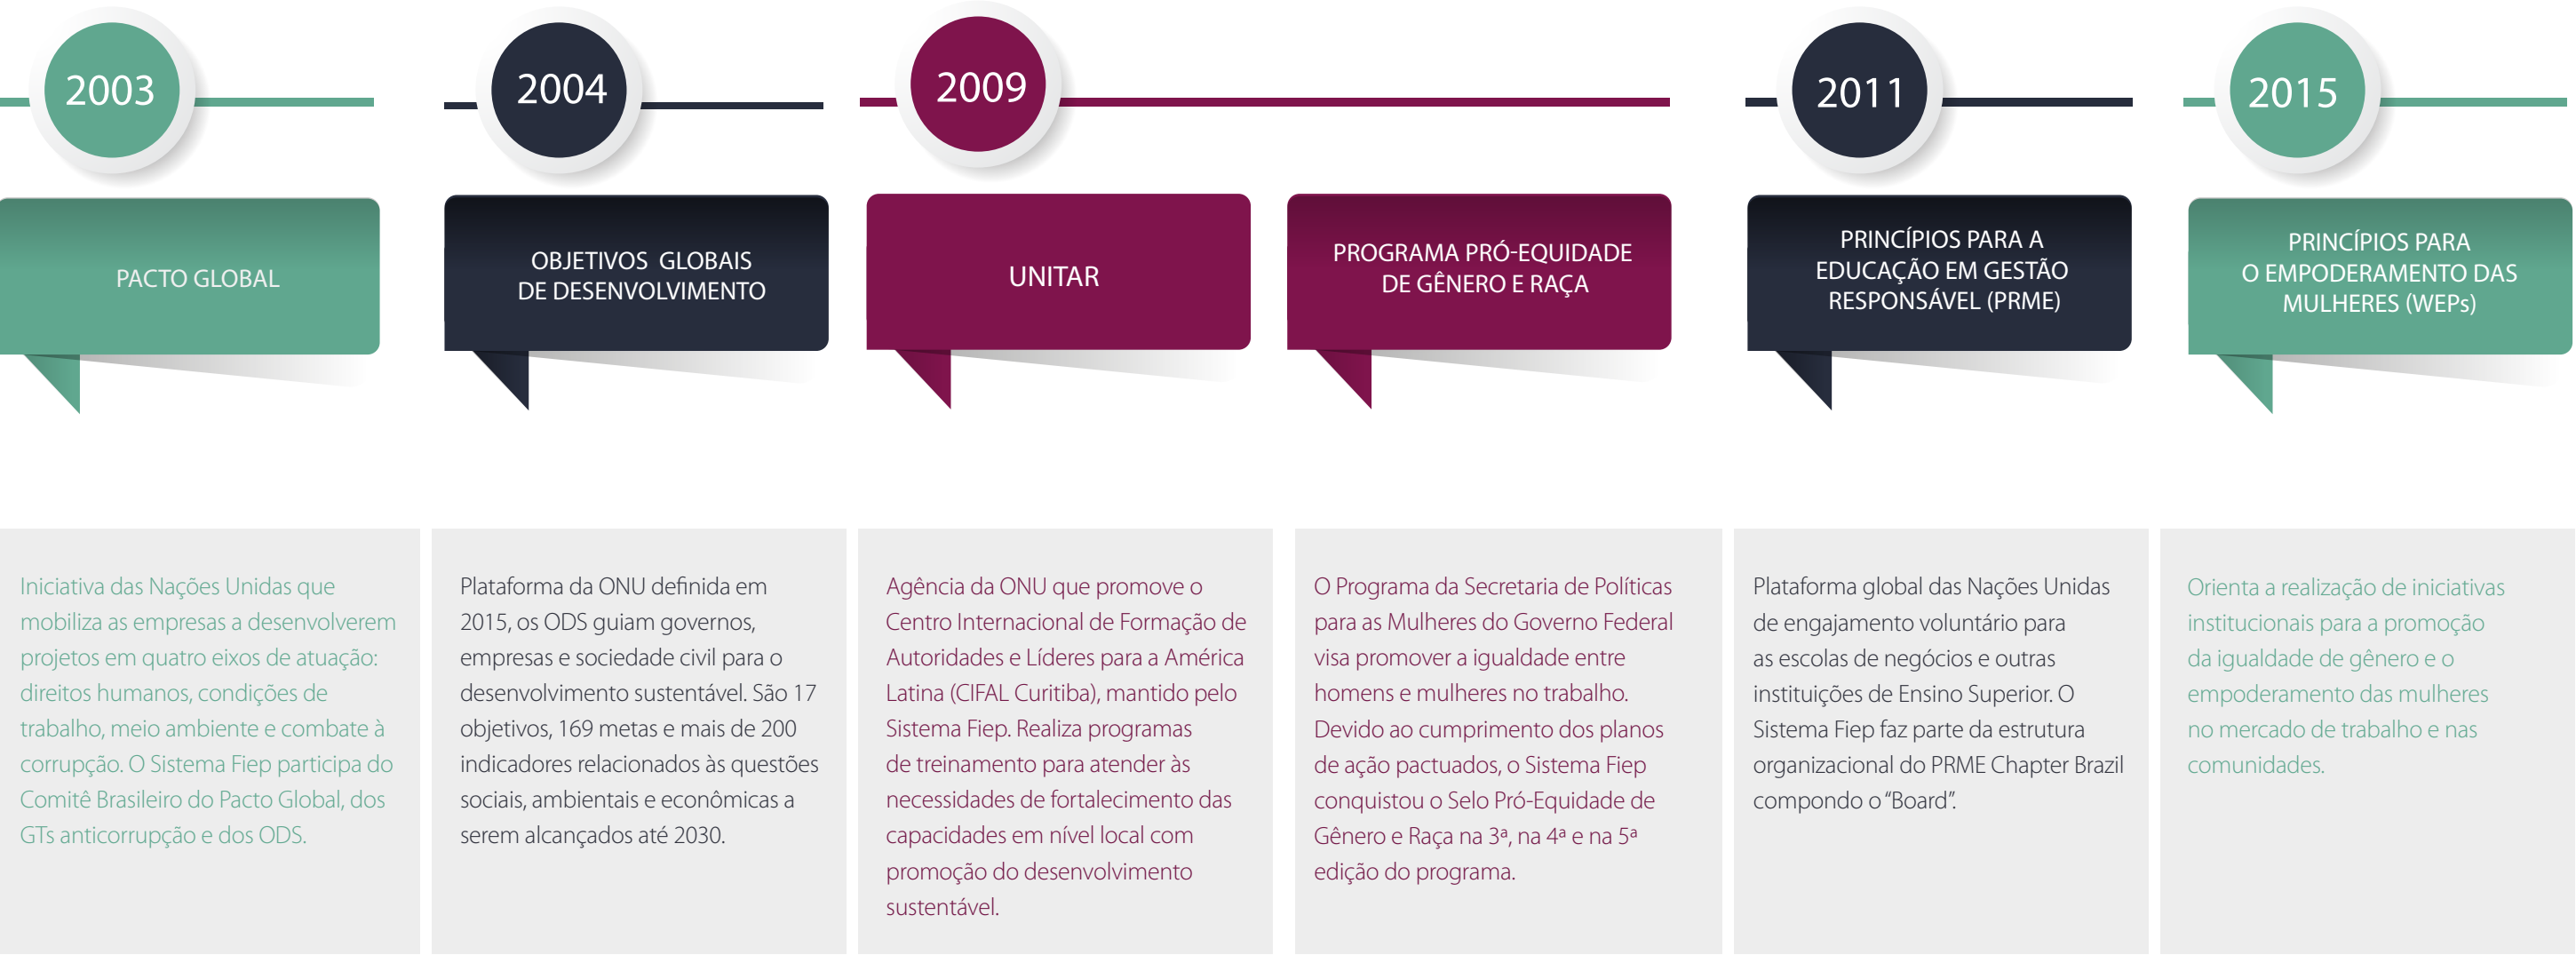 2003
PACTO GLOBAL
Iniciativa das Nações Unidas que
mobiliza as empresas a desenvolverem
projetos em quatro eixos de atuação:
direitos humanos, condições de
trabalho, meio ambiente e combate à
corrupção. O Sistema Fiep participa do
Comitê Brasileiro do Pacto Global, dos
GTs anticorrupção e dos ODS.
2004
OBJETIVOS GLOBAIS
DE DESENVOLVIMENTO
Plataforma da ONU definida em
2015, os ODS guiam governos,
empresas e sociedade civil para o
desenvolvimento sustentável. São 17
objetivos, 169 metas e mais de 200
indicadores relacionados às questões
sociais, ambientais e econômicas a
serem alcançados até 2030.
2009
UNITAR
Agência da ONU que promove o
Centro Internacional de Formação de
Autoridades e Líderes para a América
Latina (CIFAL Curitiba), mantido pelo
Sistema Fiep. Realiza programas
de treinamento para atender às
necessidades de fortalecimento das
capacidades em nível local com
promoção do desenvolvimento
sustentável.
PROGRAMA PRÓ-EQUIDADE
DE GÊNERO E RAÇA
O Programa da Secretaria de Políticas
para as Mulheres do Governo Federal
visa promover a igualdade entre
homens e mulheres no trabalho.
Devido ao cumprimento dos planos
de ação pactuados, o Sistema Fiep
conquistou o Selo Pró-Equidade de
Gênero e Raça na 3ª, na 4ª e na 5ª
edição do programa.
2011
PRINCÍPIOS PARA A
EDUCAÇÃO EM GESTÃO
RESPONSÁVEL (PRME)
Plataforma global das Nações Unidas
de engajamento voluntário para
as escolas de negócios e outras
instituições de Ensino Superior. O
Sistema Fiep faz parte da estrutura
organizacional do PRME Chapter Brazil
compondo o “Board”.
2015
PRINCÍPIOS PARA
O EMPODERAMENTO DAS
MULHERES (WEPs)
Orienta a realização de iniciativas
institucionais para a promoção
da igualdade de gênero e o
empoderamento das mulheres
no mercado de trabalho e nas
comunidades.